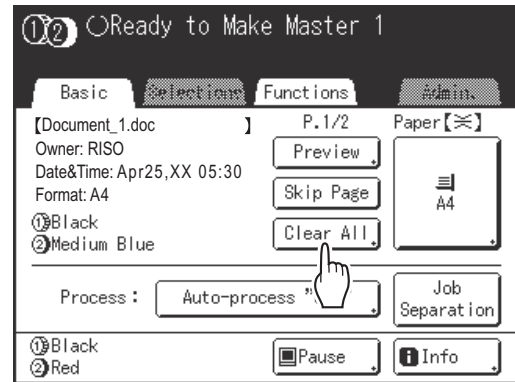 ①② Ready to Make Master 1
Basic Selections Functions Admin.
【Document_1.doc 】 P.1/2 Paper【 】
Owner: RISO Preview
Date&Time: Apr25,XX 05:30
Format: A4 Skip Page A4
①Black Clear All
②Medium Blue
Process: Auto-process Job Separation
①Black Pause Info
②Red